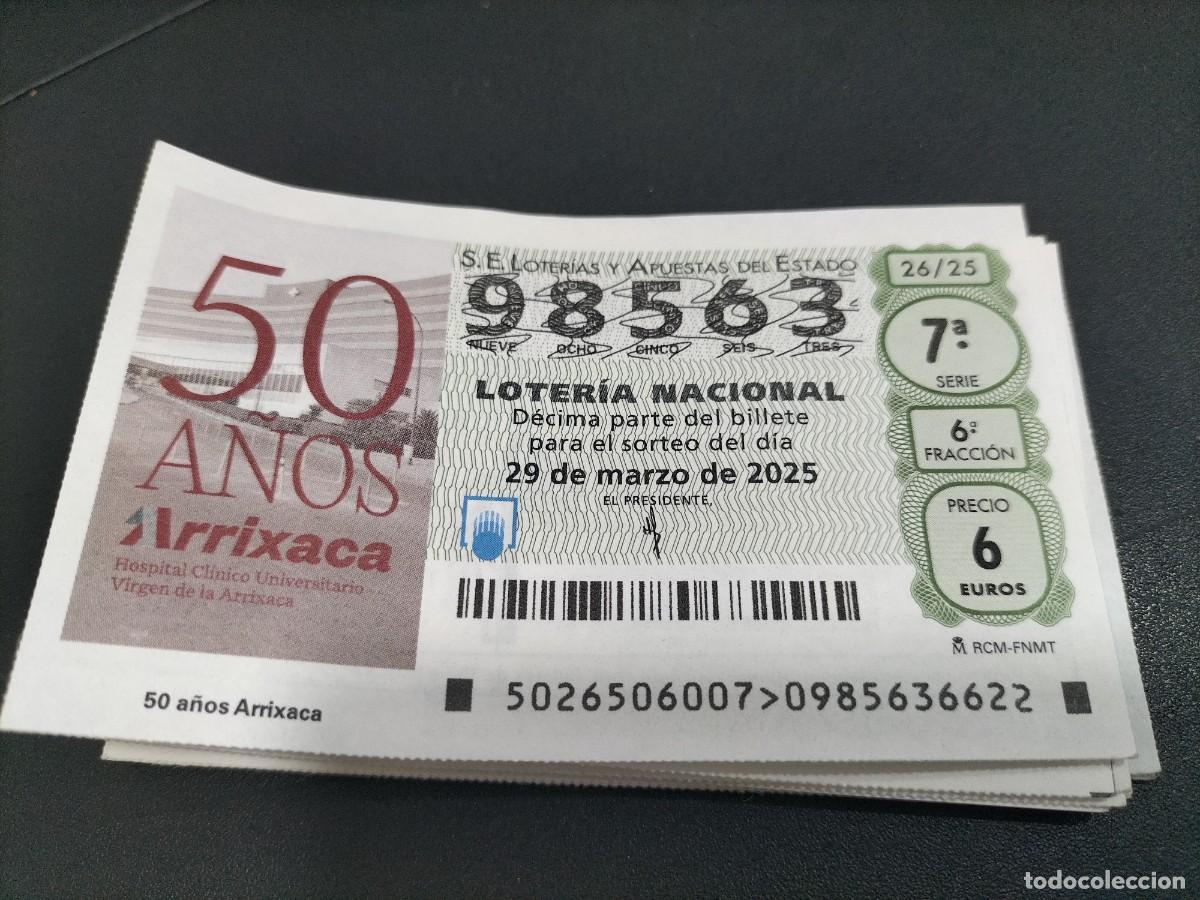 50
AÑOS
Arrixaca
Hospital Clínico Universitario
Virgen de la Arrixaca
50 años Arrixaca
S.E. LOTERÍAS Y APUESTAS DEL ESTADO
98563
NUEVE OCHO CINCO SEIS TRES
LOTERÍA NACIONAL
Décima parte del billete
para el sorteo del día
29 de marzo de 2025
EL PRESIDENTE,
26/25
7ª
SERIE
6ª
FRACCIÓN
PRECIO
6
EUROS
RCM-FNMT
5026506007>0985636622
todocoleccion